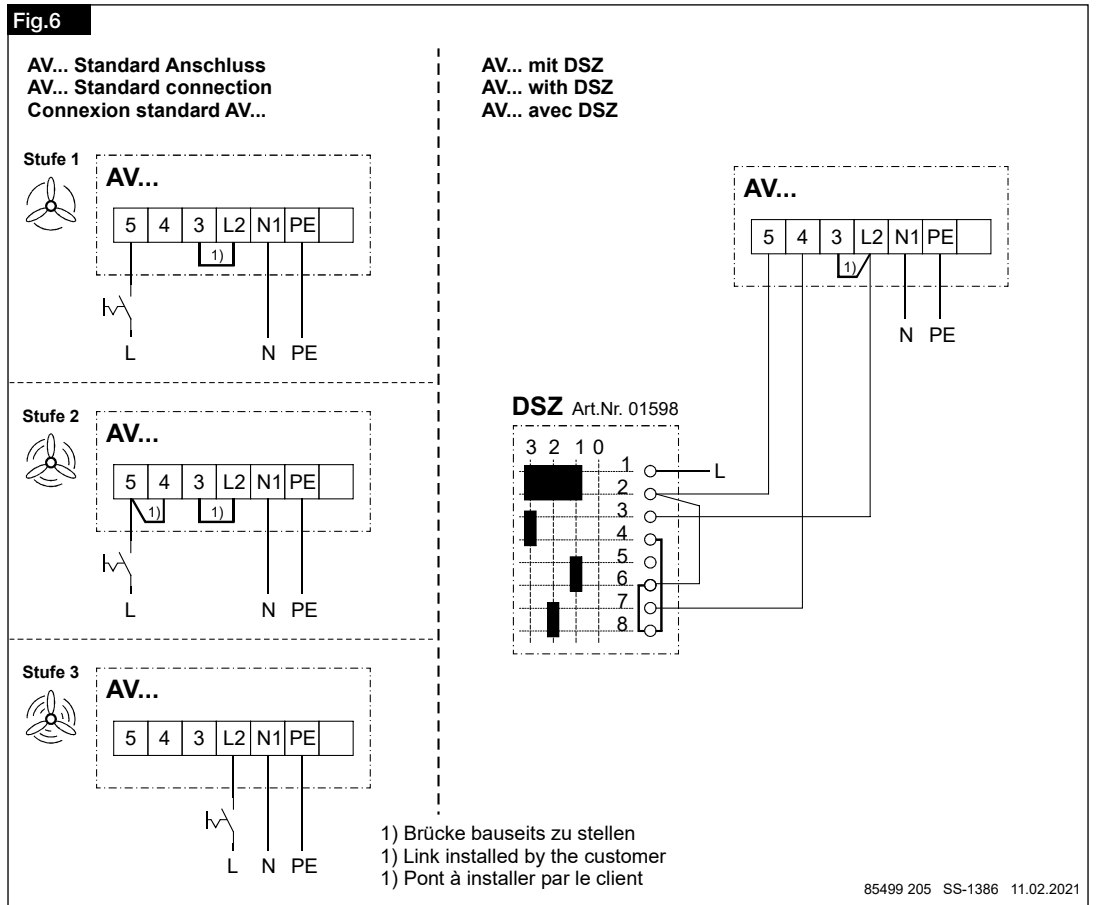 Fig.6
AV... Standard Anschluss
AV... Standard connection
Connexion standard AV...
Stufe 1
AV...
5 4 3 L2 N1 PE
1)
L N PE
Stufe 2
AV...
5 4 3 L2 N1 PE
1) 1)
L N PE
Stufe 3
AV...
5 4 3 L2 N1 PE
L N PE
AV... mit DSZ
AV... with DSZ
AV... avec DSZ
AV...
5 4 3 L2 N1 PE
1)
N PE
DSZ Art.Nr. 01598
3 2 1 0
1 L
2
3
4
5
6
7
8
1) Brücke bauseits zu stellen
1) Link installed by the customer
1) Pont à installer par le client
85499 205 SS-1386 11.02.2021